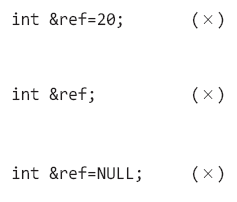 int &ref=20; (×)
int &ref; (×)
int &ref=NULL; (×)